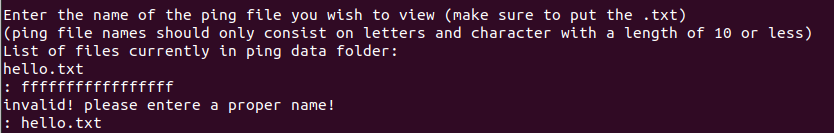 Enter the name of the ping file you wish to view (make sure to put the .txt)
(ping file names should only consist on letters and character with a length of 10 or less)
List of files currently in ping data folder:
hello.txt
: fffffffffffffffff
invalid! please entere a proper name!
: hello.txt